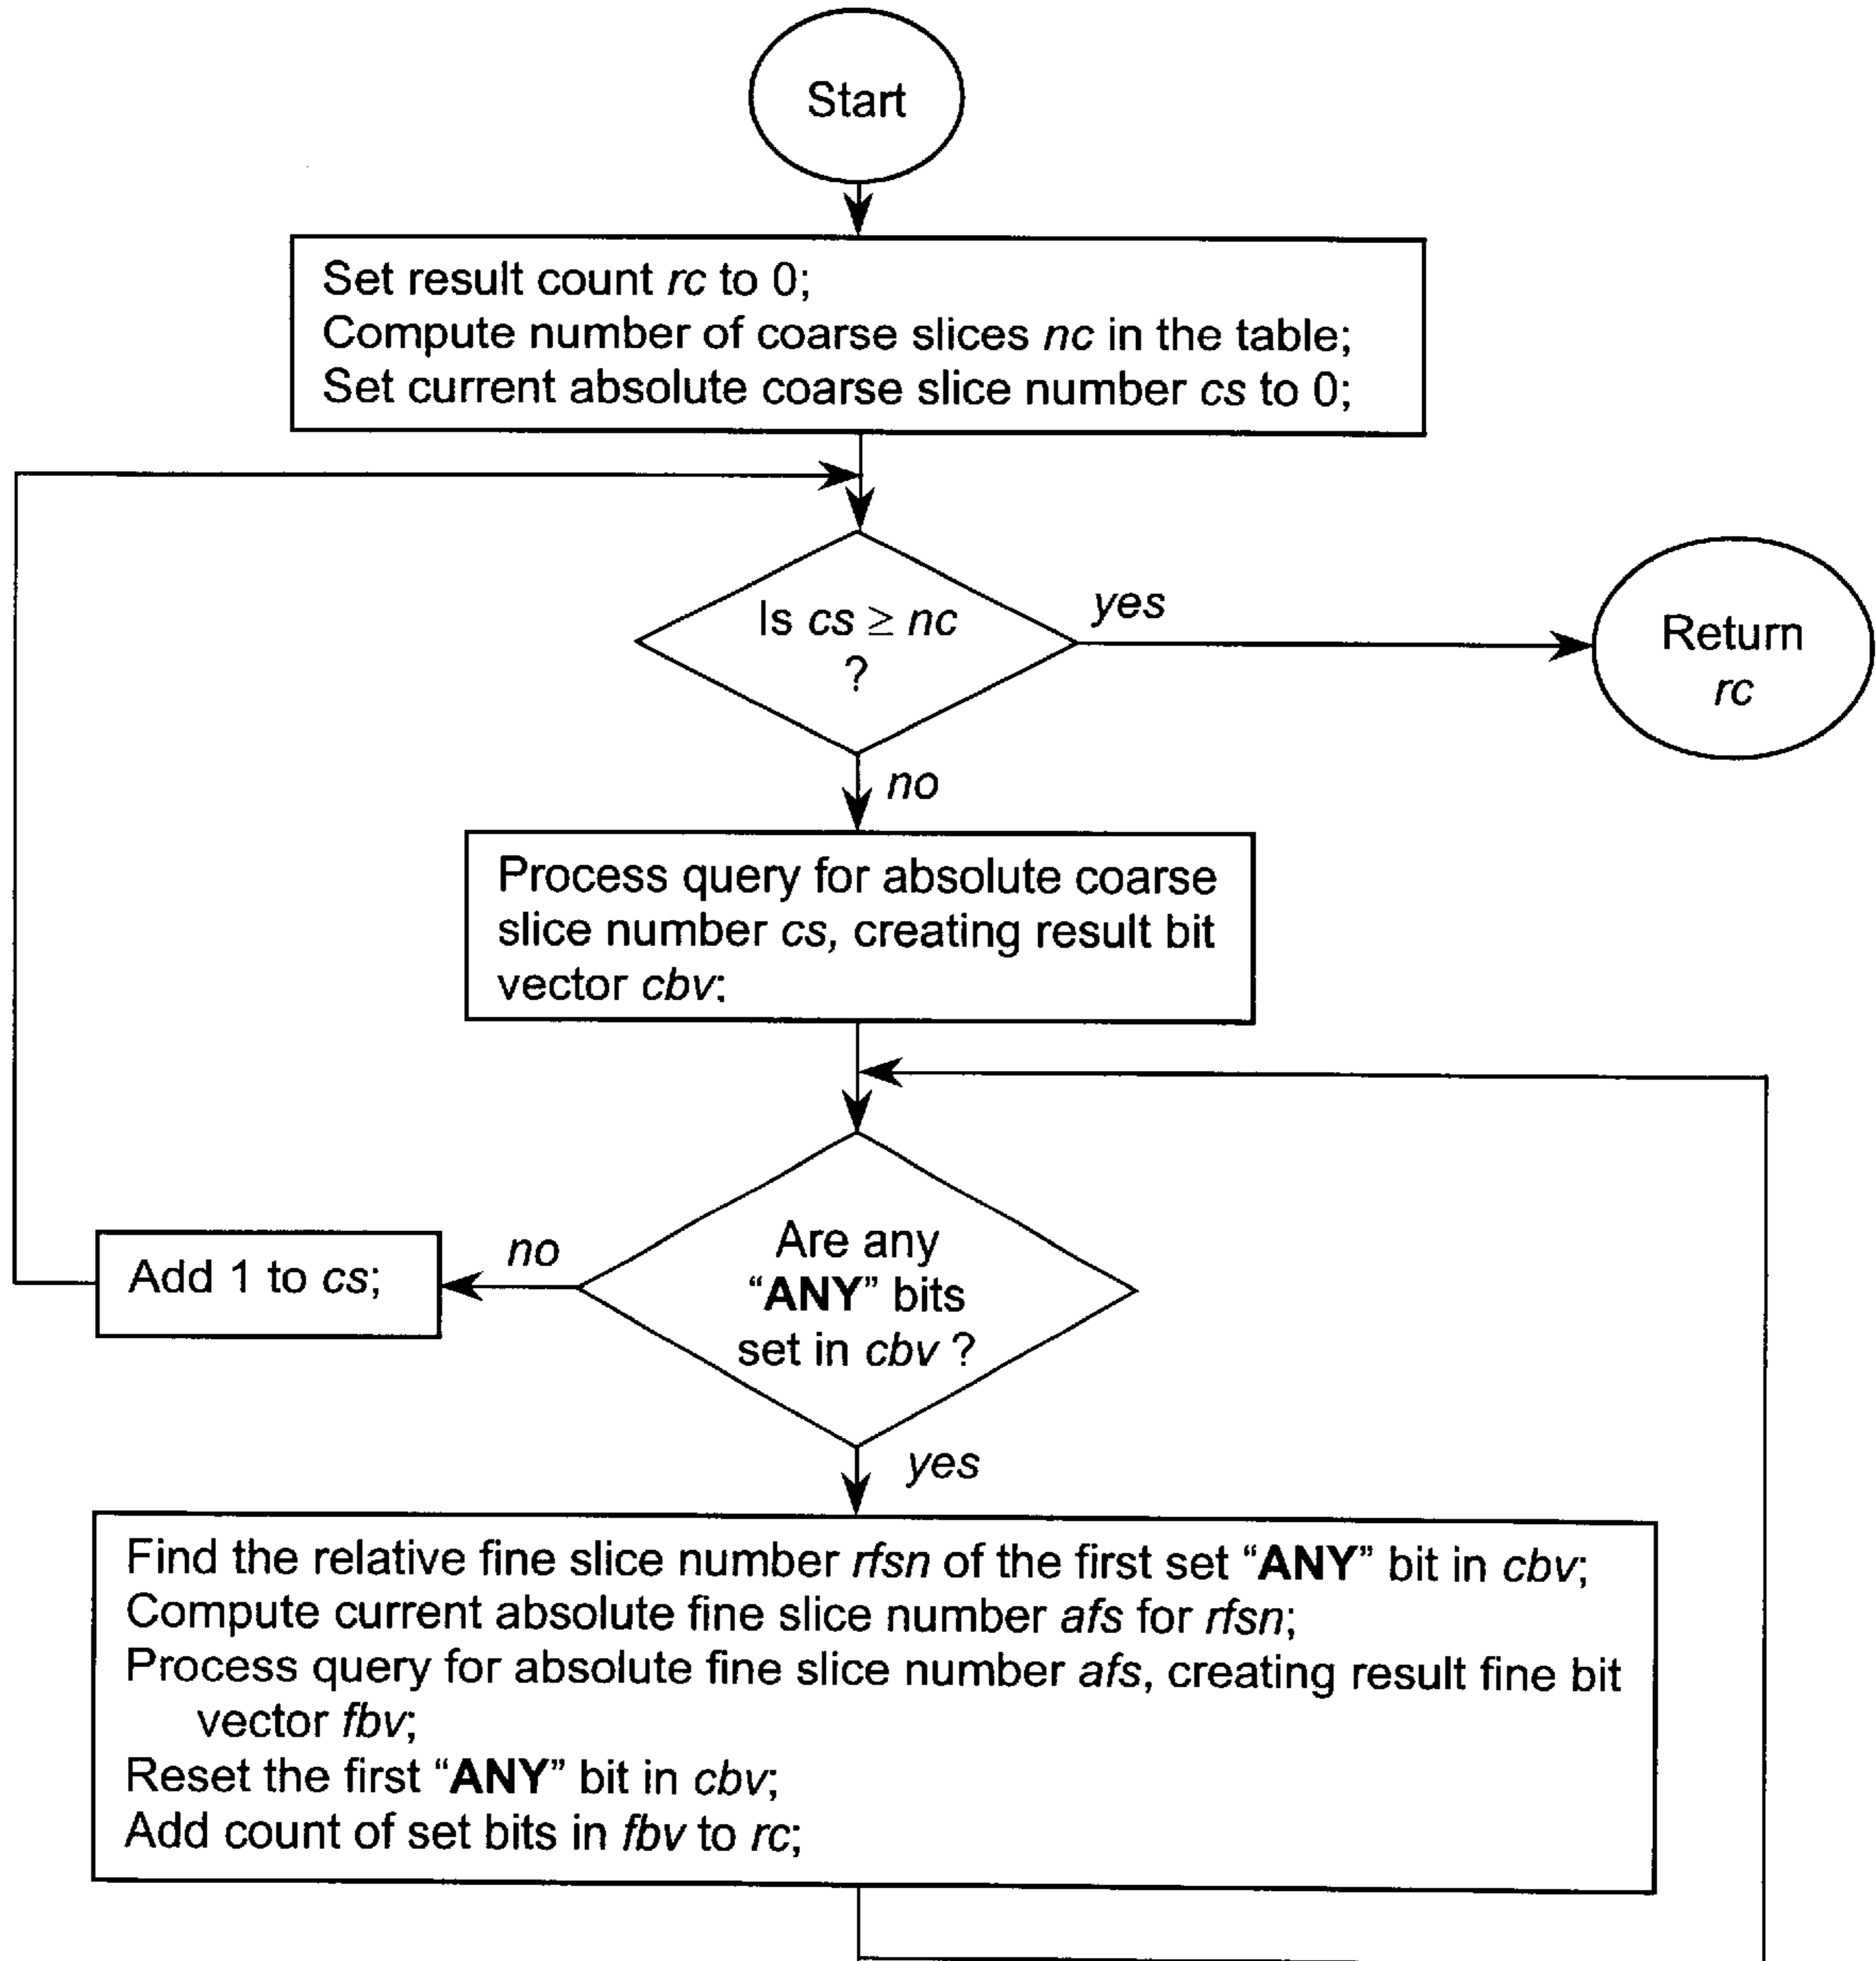 Start
Set result count rc to 0;
Compute number of coarse slices nc in the table;
Set current absolute coarse slice number cs to 0;
Is cs ≥ nc
?
yes
Return
rc
no
Process query for absolute coarse
slice number cs, creating result bit
vector cbv;
Are any
“ANY” bits
set in cbv ?
no
Add 1 to cs;
yes
Find the relative fine slice number rfsn of the first set “ANY” bit in cbv;
Compute current absolute fine slice number afs for rfsn;
Process query for absolute fine slice number afs, creating result fine bit
vector fbv;
Reset the first “ANY” bit in cbv;
Add count of set bits in fbv to rc;